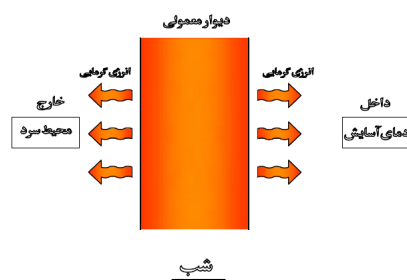 دیوار معمولی
انرژی گرمایی
انرژی گرمایی
داخل
دمای آسایش
خارج
محیط سرد
شب